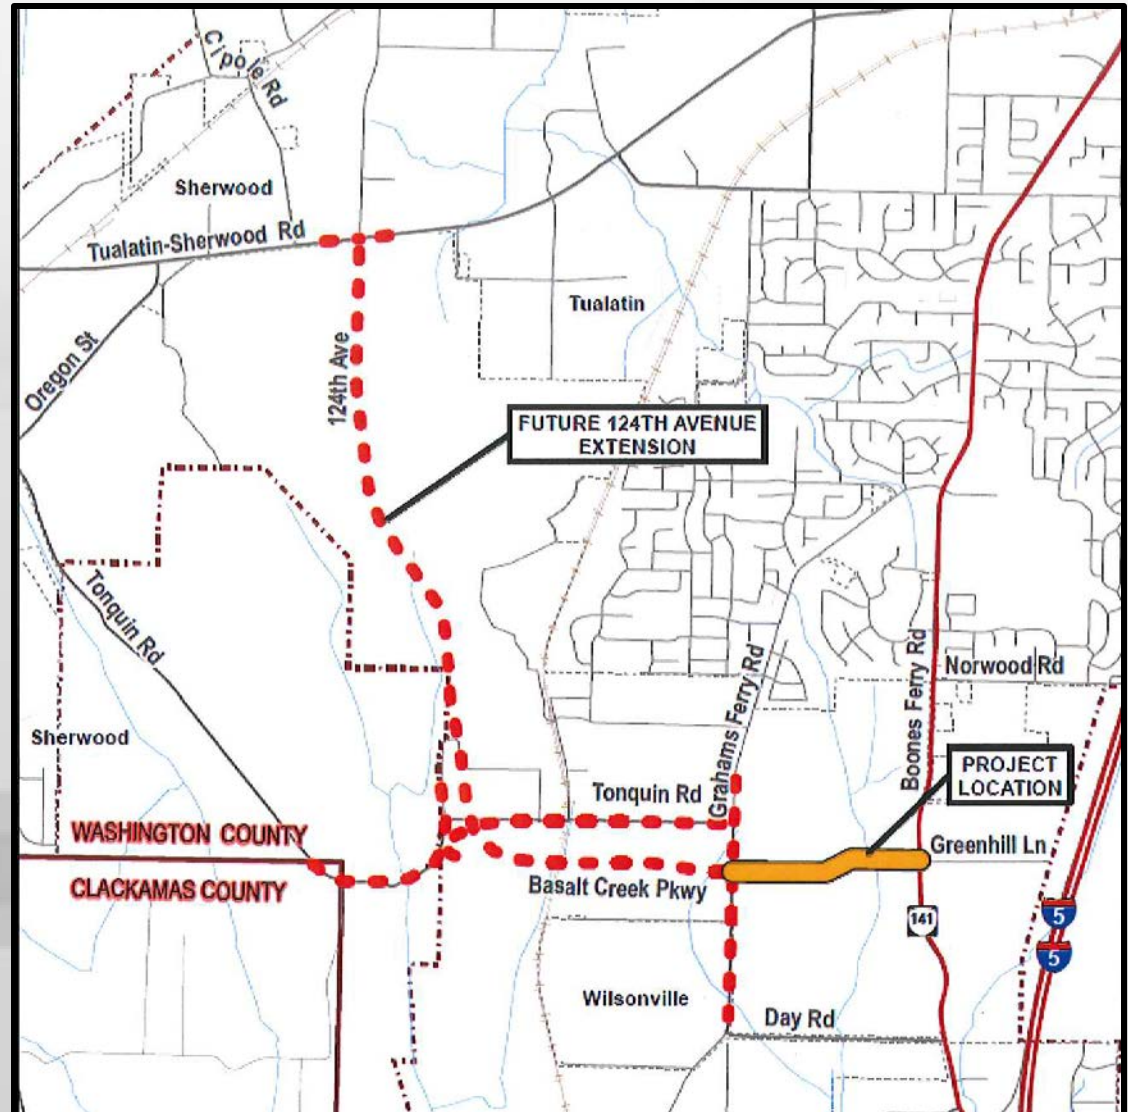 Cipole Rd
Sherwood
Tualatin-Sherwood Rd
Tualatin
Oregon St
124th Ave
FUTURE 124TH AVENUE
EXTENSION
Tonquin Rd
Grahams Ferry Rd
Boones Ferry Rd
Norwood Rd
Sherwood
PROJECT
LOCATION
Tonquin Rd
WASHINGTON COUNTY
Greenhill Ln
CLACKAMAS COUNTY
Basalt Creek Pkwy
141
5
5
Wilsonville
Day Rd